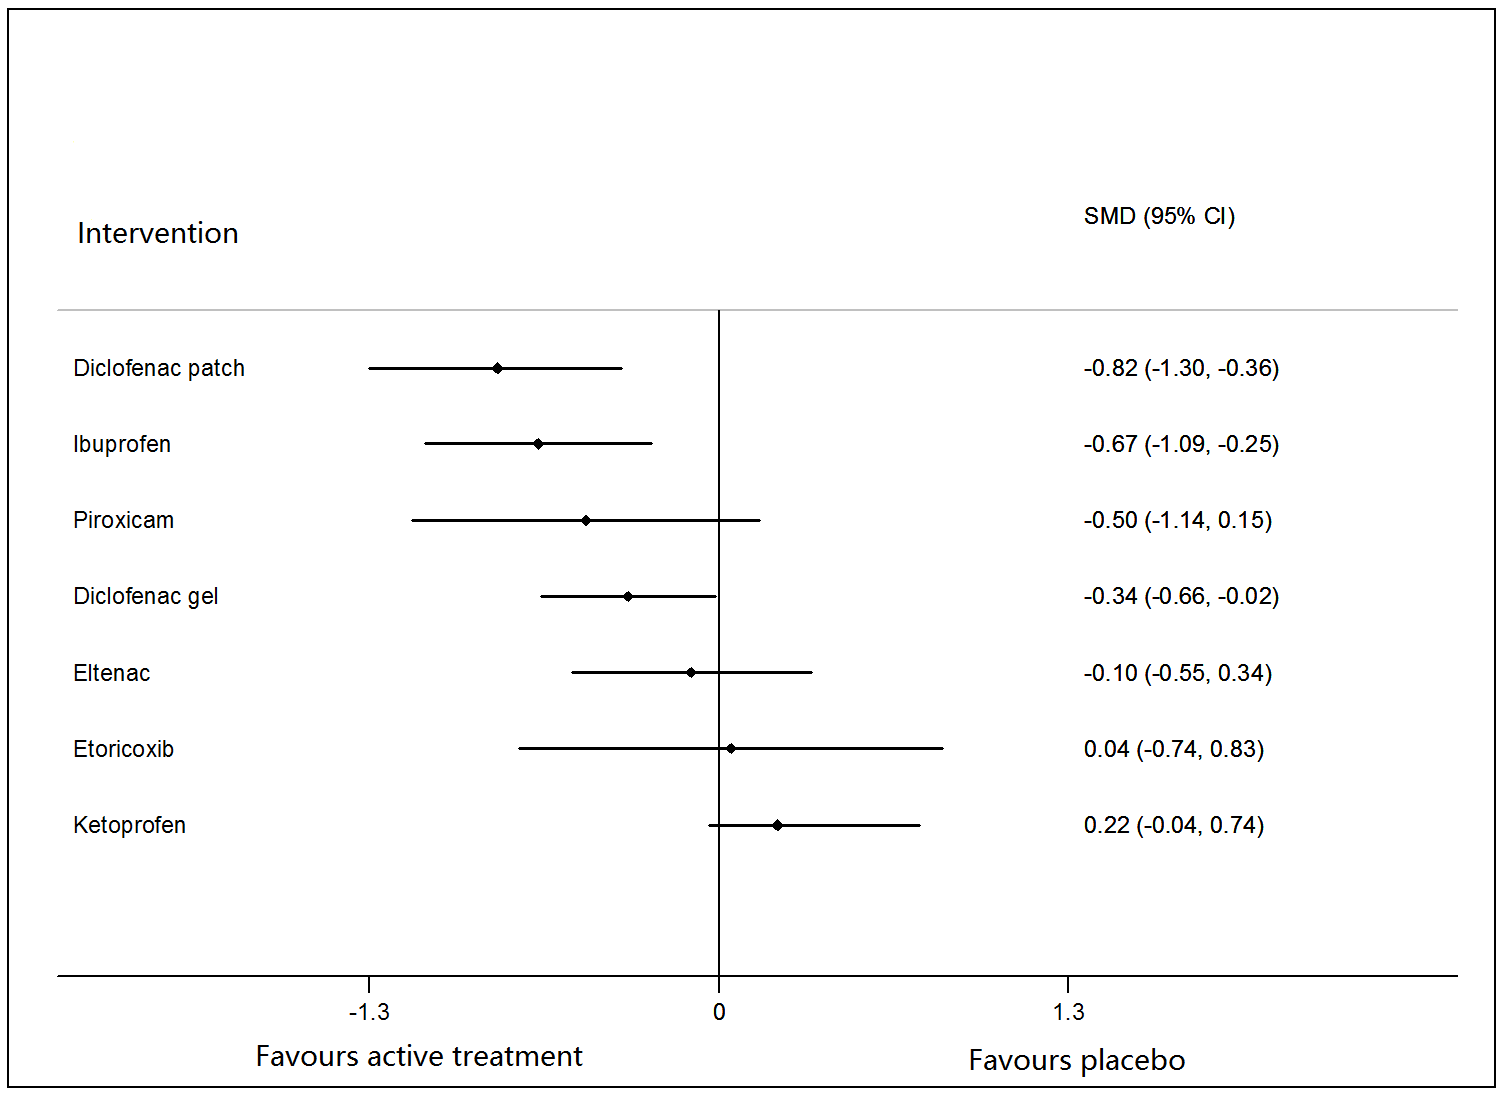 Intervention
SMD (95% CI)
Diclofenac patch -0.82 (-1.30, -0.36)
Ibuprofen -0.67 (-1.09, -0.25)
Piroxicam -0.50 (-1.14, 0.15)
Diclofenac gel -0.34 (-0.66, -0.02)
Eltenac -0.10 (-0.55, 0.34)
Etoricoxib 0.04 (-0.74, 0.83)
Ketoprofen 0.22 (-0.04, 0.74)
-1.3 0 1.3
Favours active treatment Favours placebo